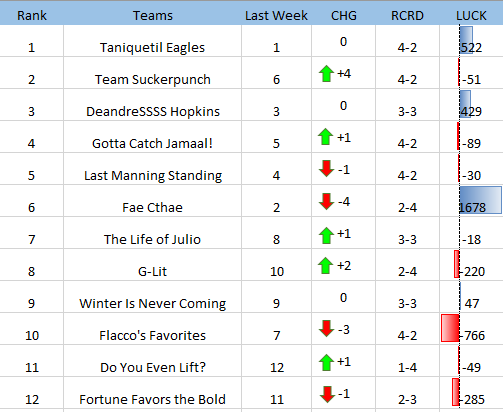 Rank Teams Last Week CHG RCRD LUCK
1 Taniquetil Eagles 1 0 4-2 522
2 Team Suckerpunch 6 +4 4-2 -51
3 DeandreSSSS Hopkins 3 0 3-3 429
4 Gotta Catch Jamaal! 5 +1 4-2 -89
5 Last Manning Standing 4 -1 4-2 -30
6 Fae Cthae 2 -4 2-4 1678
7 The Life of Julio 8 +1 3-3 -18
8 G-Lit 10 +2 2-4 -220
9 Winter Is Never Coming 9 0 3-3 47
10 Flacco's Favorites 7 -3 4-2 -766
11 Do You Even Lift? 12 +1 1-4 -49
12 Fortune Favors the Bold 11 -1 2-3 -285